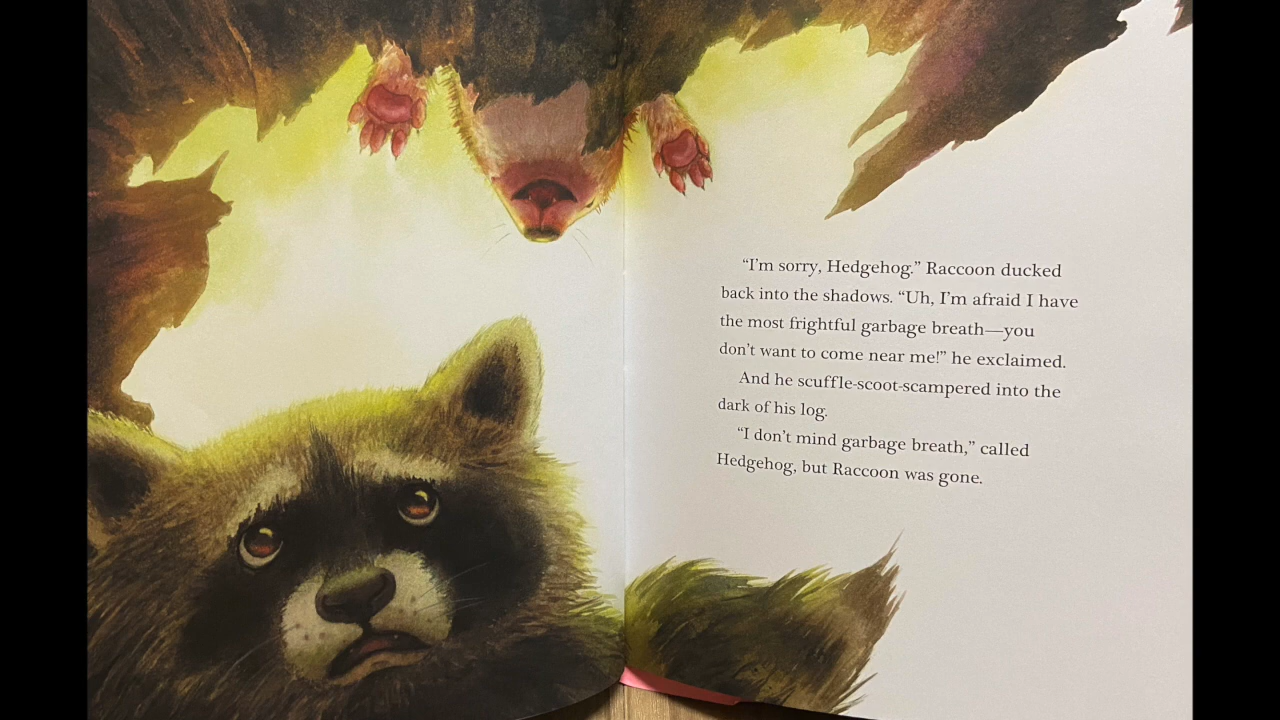 “I’m sorry, Hedgehog.” Raccoon ducked
back into the shadows. “Uh, I’m afraid I have
the most frightful garbage breath—you
don’t want to come near me!” he exclaimed.
And he scuffle-scoot-scampered into the
dark of his log.
“I don’t mind garbage breath,” called
Hedgehog, but Raccoon was gone.